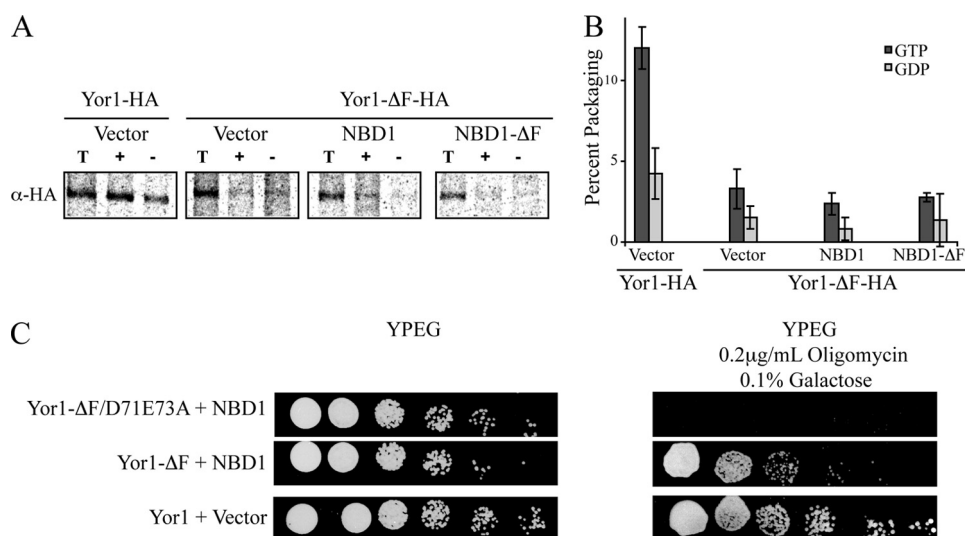 A
Yor1-HA Yor1-ΔF-HA
Vector Vector NBD1 NBD1-ΔF
T + - T + - T + - T + -
α-HA
B
Percent Packaging
10
5
0
GTP
GDP
Vector Vector NBD1 NBD1-ΔF
Yor1-HA Yor1-ΔF-HA
C
YPEG
YPEG
0.2μg/mL Oligomycin
0.1% Galactose
Yor1-ΔF/D71E73A + NBD1
Yor1-ΔF + NBD1
Yor1 + Vector